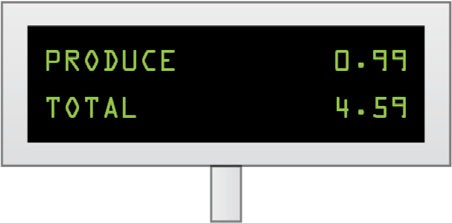 PRODUCE 0.99
TOTAL 4.59